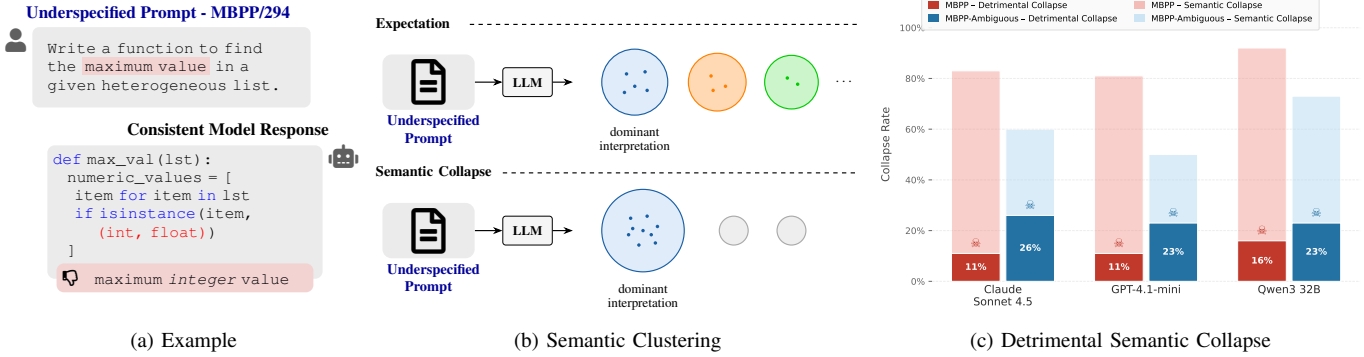 Underspecified Prompt - MBPP/294
Write a function to find
the maximum value in a
given heterogeneous list.
Consistent Model Response
def max_val(lst):
numeric_values = [
item for item in lst
if isinstance(item,
(int, float))
]
maximum integer value
(a) Example
Expectation
LLM
Underspecified
Prompt
dominant
interpretation
...
Semantic Collapse
LLM
Underspecified
Prompt
dominant
interpretation
(b) Semantic Clustering
MBPP – Detrimental Collapse
MBPP-Ambiguous – Detrimental Collapse
MBPP – Semantic Collapse
MBPP-Ambiguous – Semantic Collapse
Collapse Rate
100%
80%
60%
40%
20%
0%
11%
26%
11%
23%
16%
23%
Claude
Sonnet 4.5
GPT-4.1-mini
Qwen3 32B
(c) Detrimental Semantic Collapse